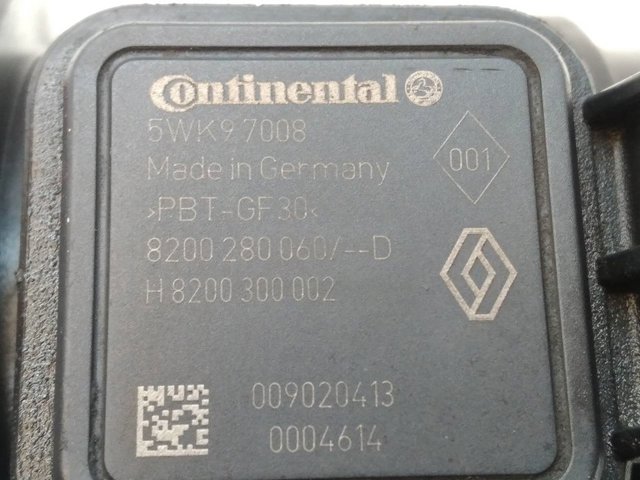 Continental
5WK9 7008
Made in Germany
001
>PBT-GF30<
8200 280 060/--D
H 8200 300 002
009020413
0004614